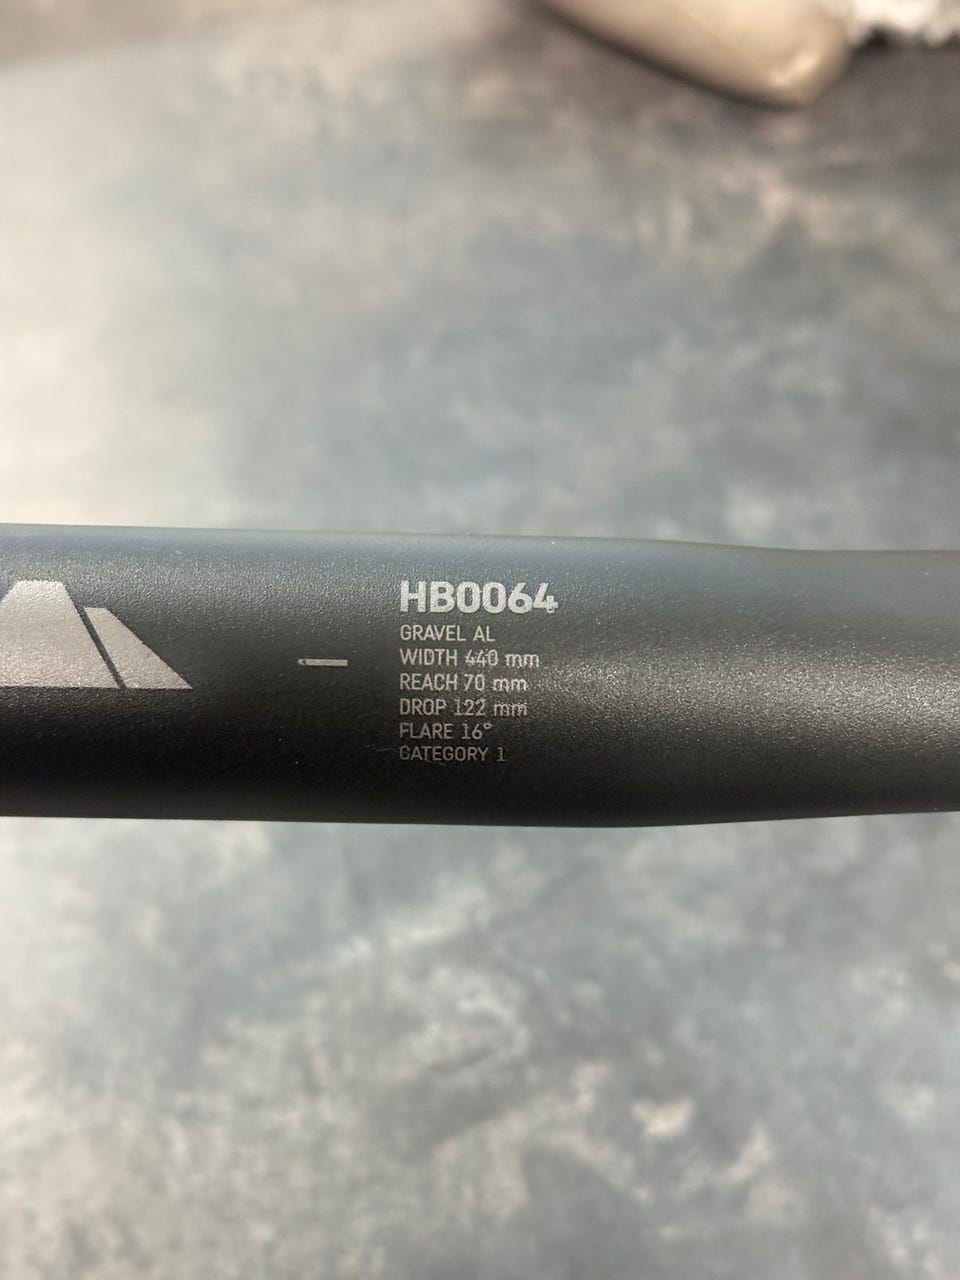 HB0064
GRAVEL AL
WIDTH 440 mm
REACH 70 mm
DROP 122 mm
FLARE 16°
CATEGORY 1